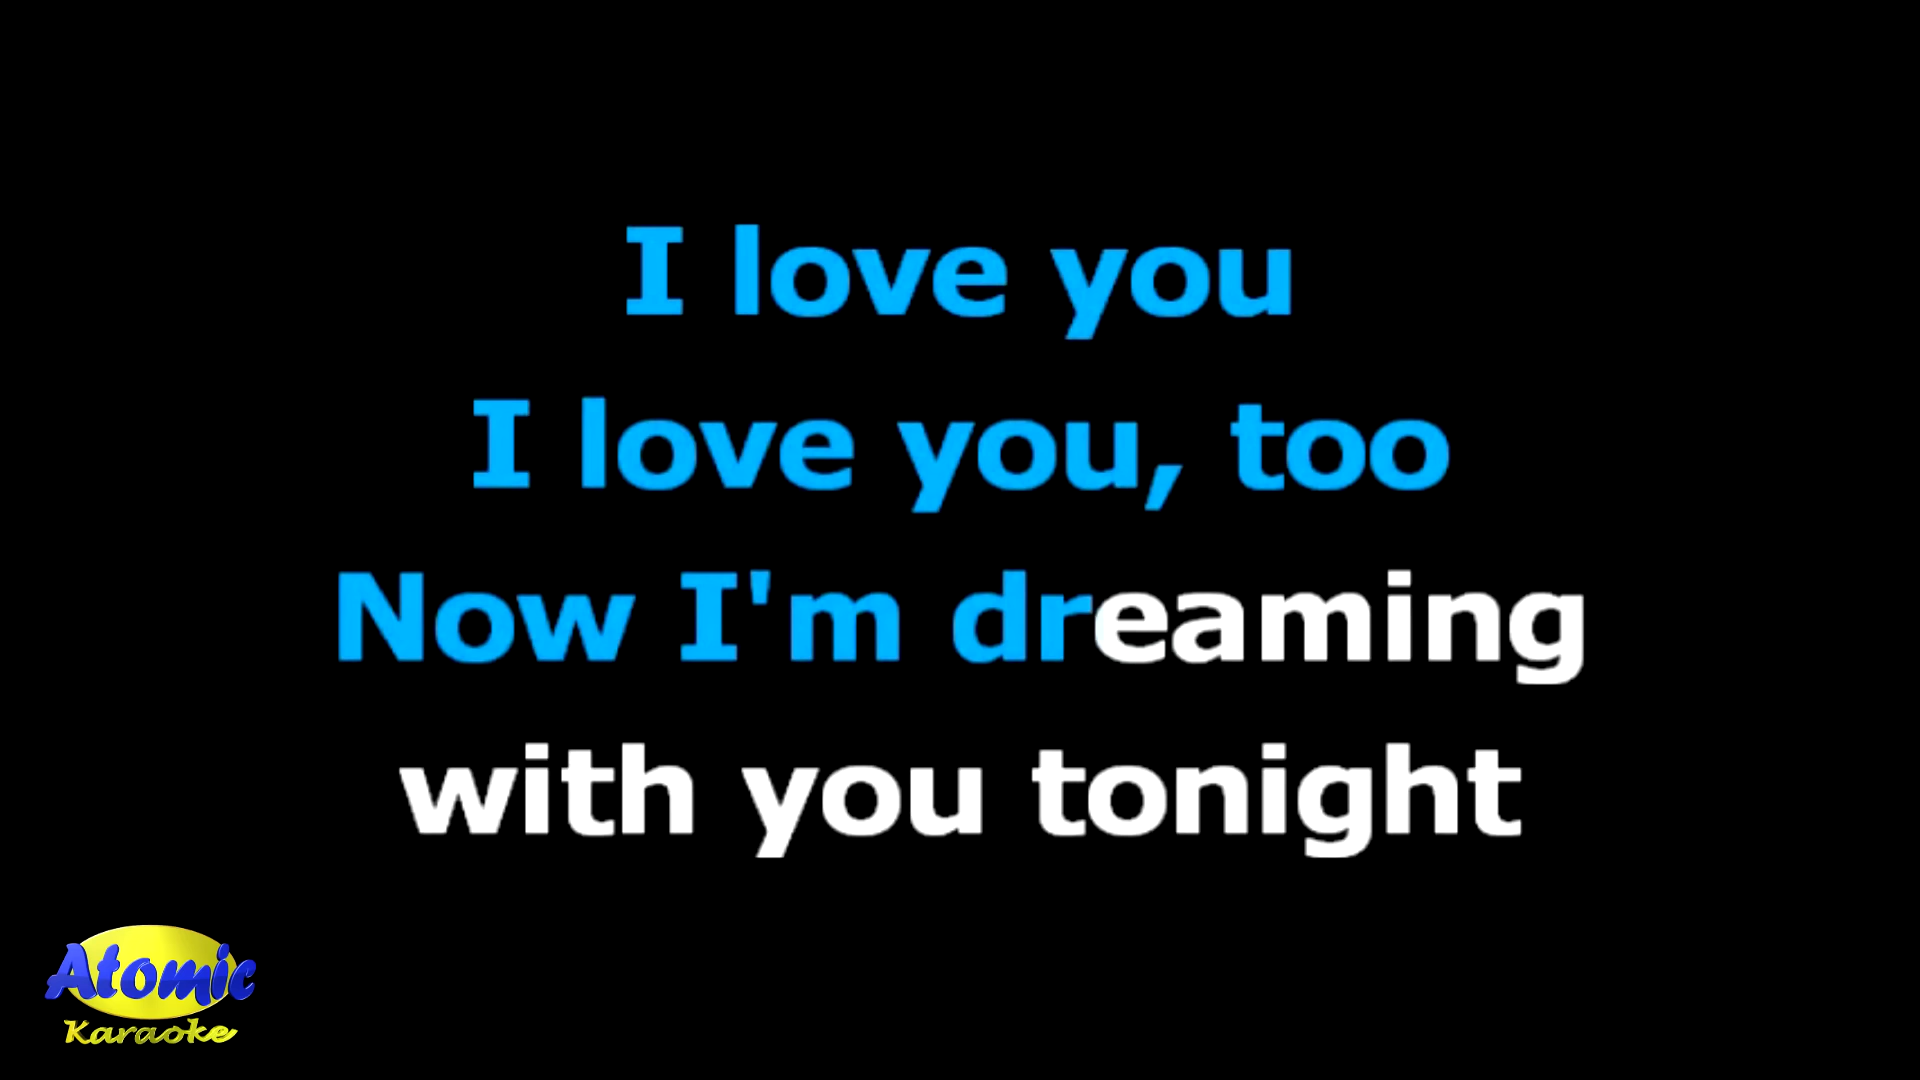 I love you
I love you, too
Now I'm dreaming
with you tonight
Atomic
Karaoke